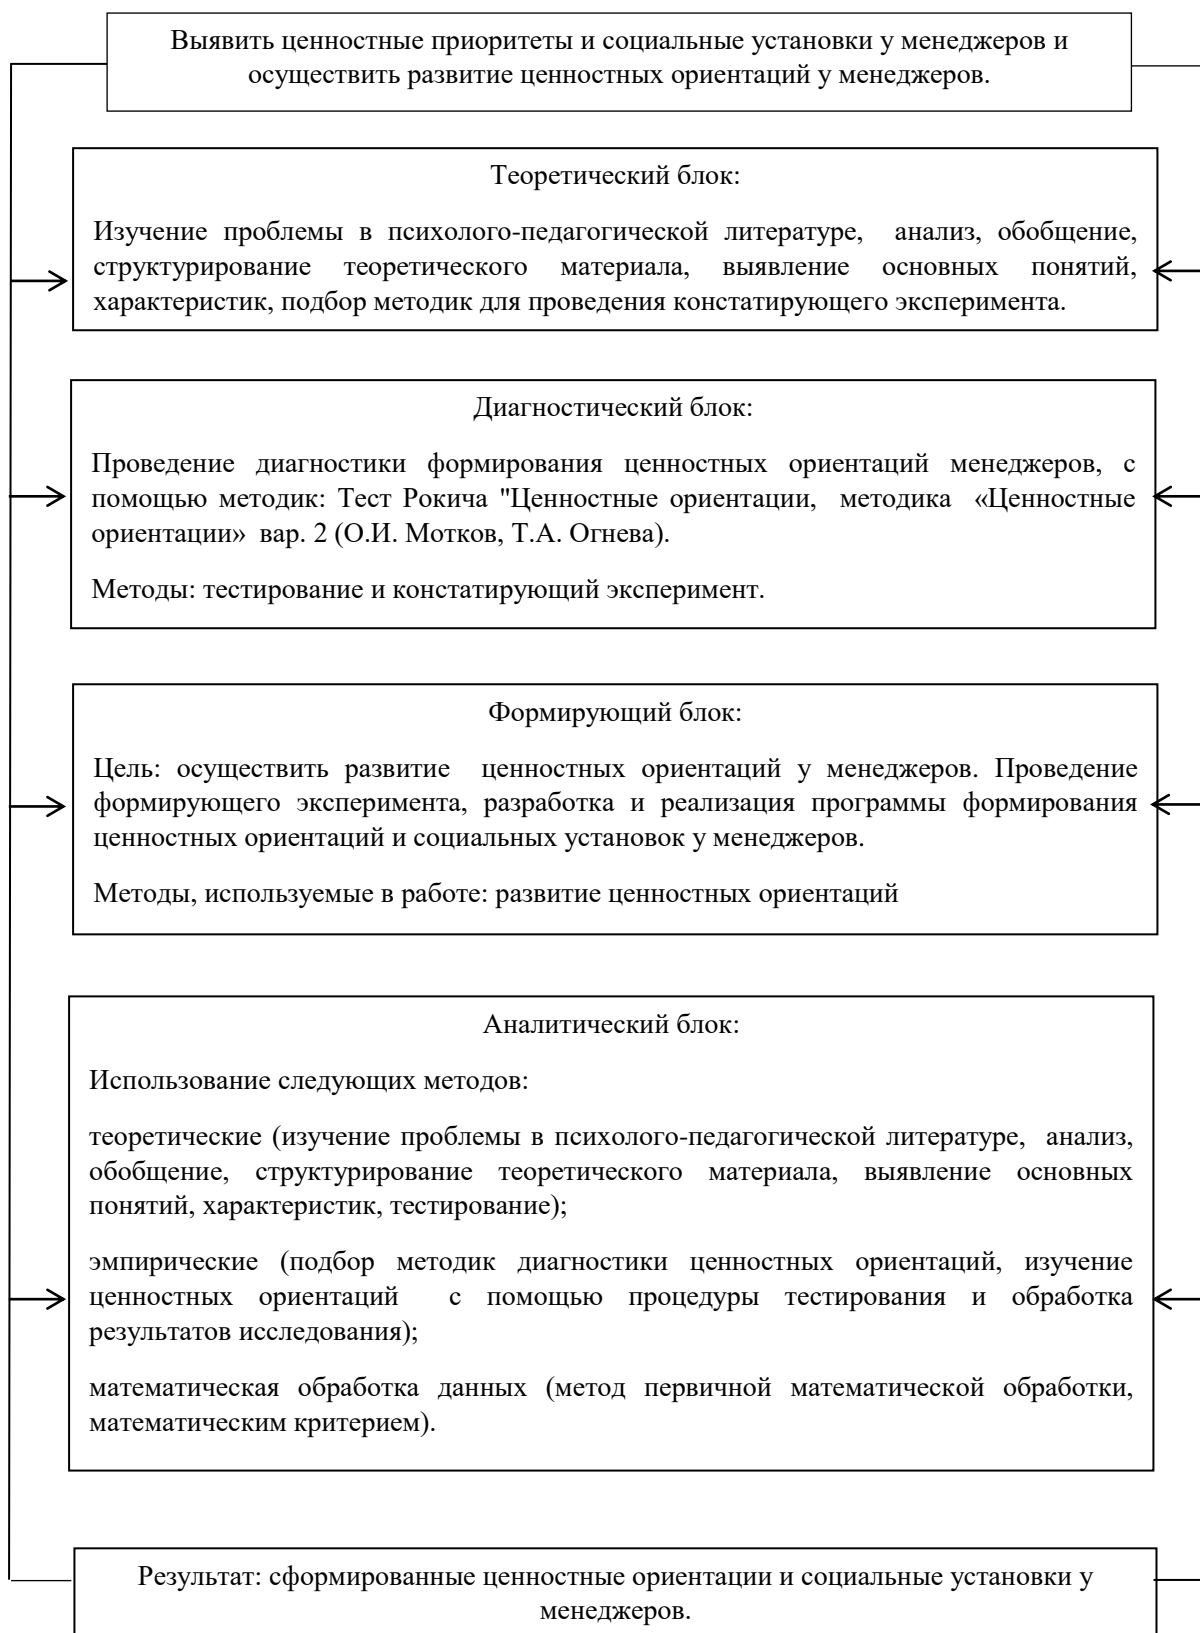 Выявить ценностные приоритеты и социальные установки у менеджеров и
осуществить развитие ценностных ориентаций у менеджеров.
Теоретический блок:
Изучение проблемы в психолого-педагогической литературе, анализ, обобщение,
структурирование теоретического материала, выявление основных понятий,
характеристик, подбор методик для проведения констатирующего эксперимента.
Диагностический блок:
Проведение диагностики формирования ценностных ориентаций менеджеров, с
помощью методик: Тест Рокича "Ценностные ориентации, методика «Ценностные
ориентации» вар. 2 (О.И. Мотков, Т.А. Огнева).
Методы: тестирование и констатирующий эксперимент.
Формирующий блок:
Цель: осуществить развитие ценностных ориентаций у менеджеров. Проведение
формирующего эксперимента, разработка и реализация программы формирования
ценностных ориентаций и социальных установок у менеджеров.
Методы, используемые в работе: развитие ценностных ориентаций
Аналитический блок:
Использование следующих методов:
теоретические (изучение проблемы в психолого-педагогической литературе, анализ,
обобщение, структурирование теоретического материала, выявление основных
понятий, характеристик, тестирование);
эмпирические (подбор методик диагностики ценностных ориентаций, изучение
ценностных ориентаций с помощью процедуры тестирования и обработка
результатов исследования);
математическая обработка данных (метод первичной математической обработки,
математическим критерием).
Результат: сформированные ценностные ориентации и социальные установки у
менеджеров.